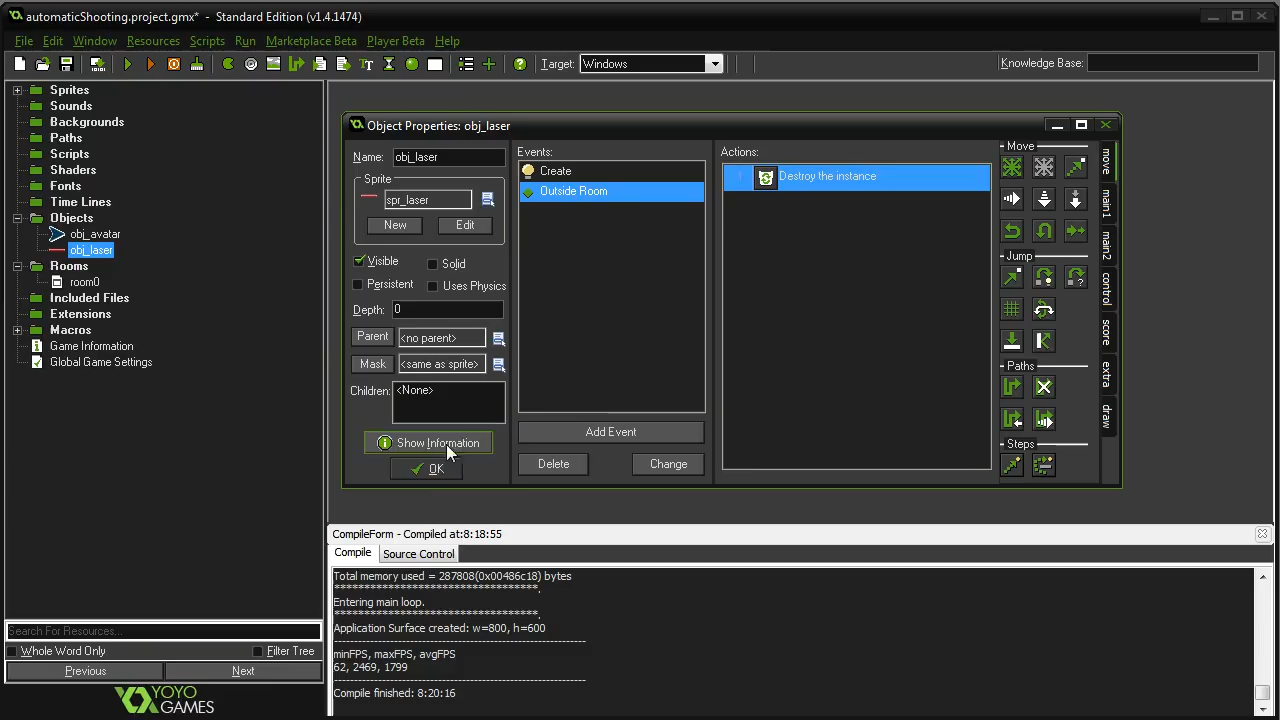 automaticShooting.project.gmx* - Standard Edition (v1.4.1474)
File Edit Window Resources Scripts Run Marketplace Beta Player Beta Help
Target: Windows
Knowledge Base:
Sprites
Sounds
Backgrounds
Paths
Scripts
Shaders
Fonts
Time Lines
Objects
obj_avatar
obj_laser
Rooms
room0
Included Files
Extensions
Macros
Game Information
Global Game Settings
Search For Resources...
Whole Word Only
Filter Tree
Previous
Next
YOYO
GAMES
Object Properties: obj_laser
Name: obj_laser
Sprite
spr_laser
New
Edit
Visible
Solid
Persistent
Uses Physics
Depth: 0
Parent <no parent>
Mask <same as sprite>
Children: <None>
Show Information
OK
Events:
Create
Outside Room
Add Event
Delete
Change
Actions:
Destroy the instance
Move
Jump
Paths
Steps
move
main1
main2
control
score
extra
draw
CompileForm - Compiled at:8:18:55
Compile
Source Control
Total memory used = 287808(0x00486c18) bytes
**********************************.
Entering main loop.
**********************************.
Application Surface created: w=800, h=600
------------------------------------------
minFPS, maxFPS, avgFPS
62, 2469, 1799
------------------------------------------
Compile finished: 8:20:16